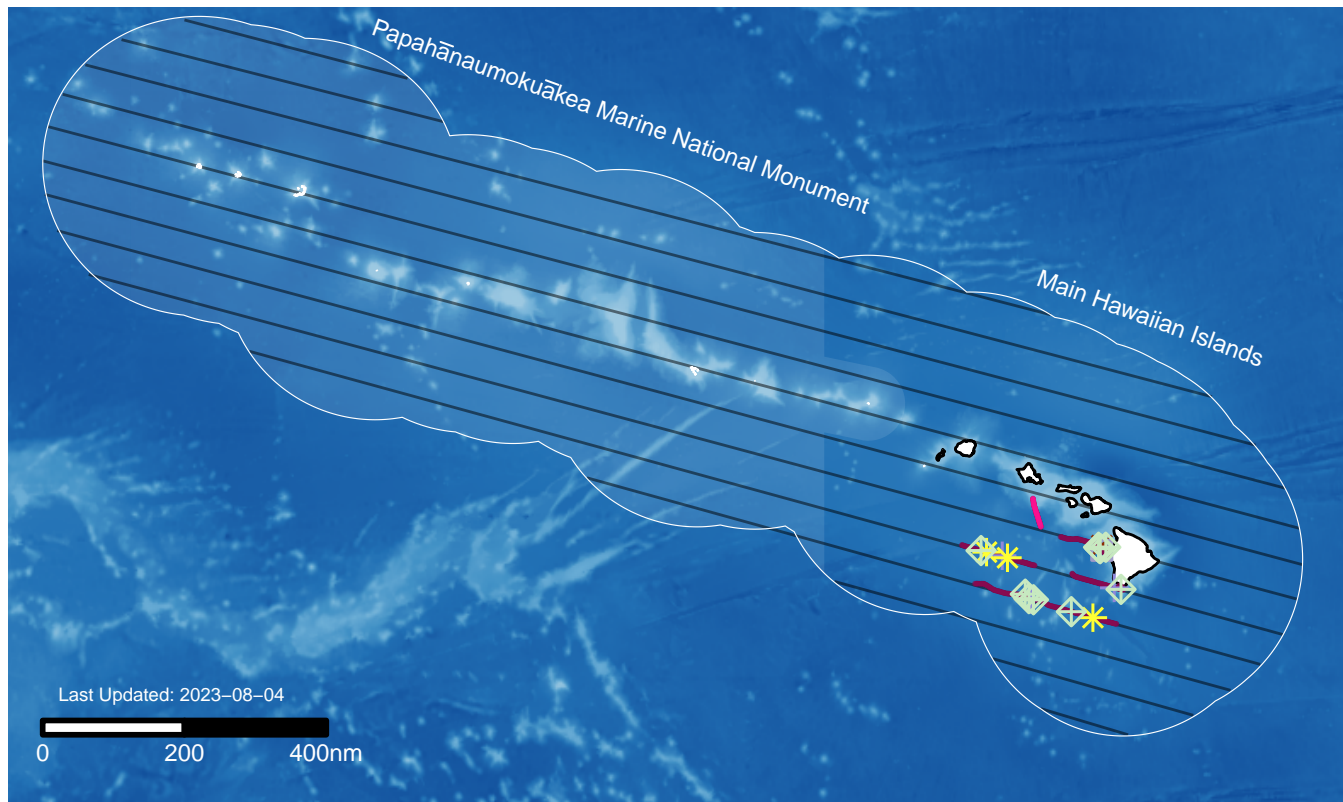 Papahānaumokuākea Marine National Monument
Main Hawaiian Islands
Last Updated: 2023−08−04
0 200 400nm